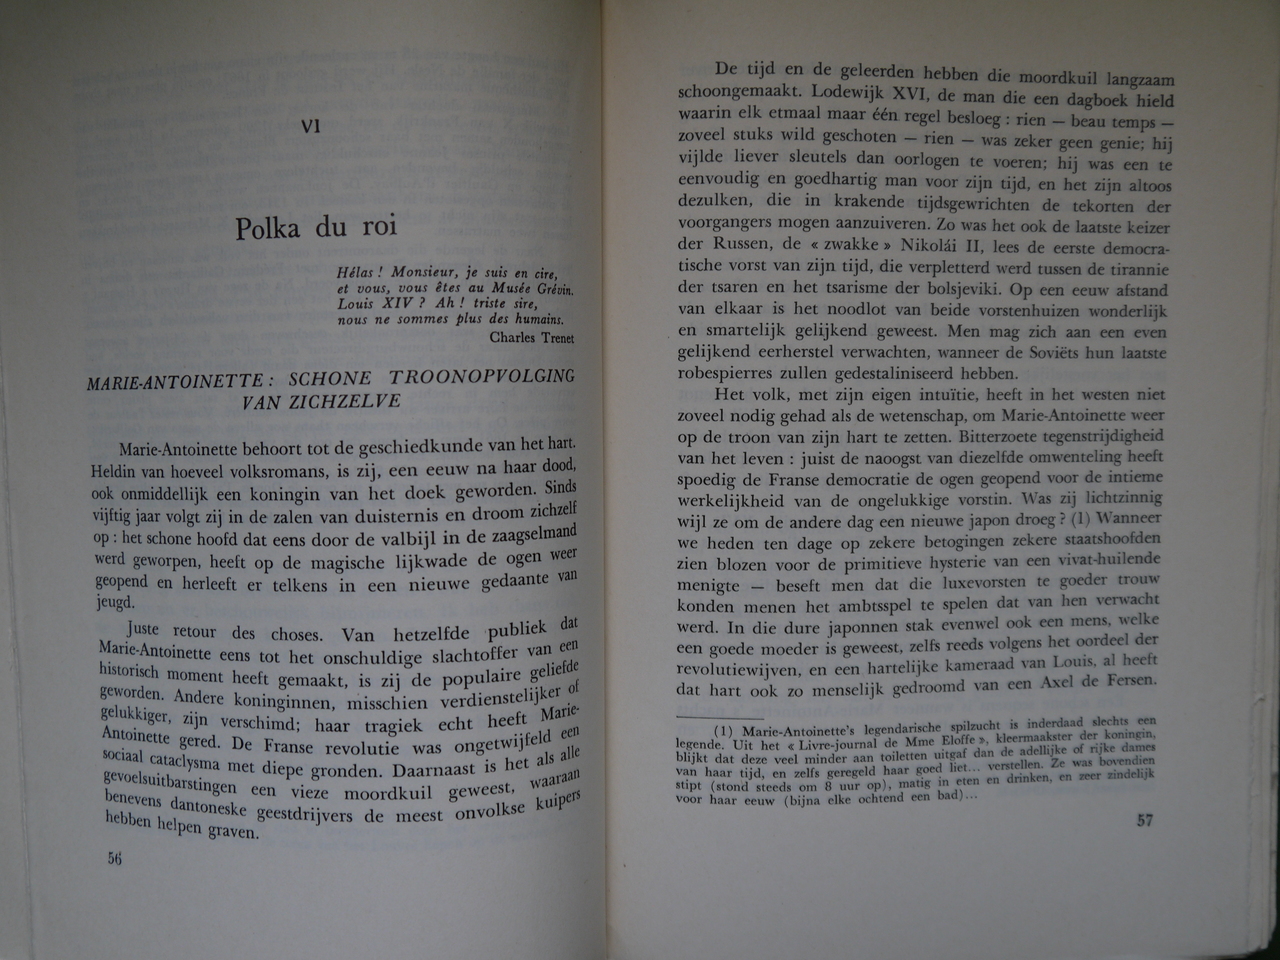 VI
Polka du roi
Hélas ! Monsieur, je suis en cire,
et vous, vous êtes au Musée Grévin.
Louis XIV ? Ah ! triste sire,
nous ne sommes plus des humains.
Charles Trenet
MARIE-ANTOINETTE : SCHONE TROONOPVOLGING
VAN ZICHZELVE
Marie-Antoinette behoort tot de geschiedkunde van het hart.
Heldin van hoeveel volksromans, is zij, een eeuw na haar dood,
ook onmiddellijk een koningin van het doek geworden. Sinds
vijftig jaar volgt zij in de zalen van duisternis en droom zichzelf
op : het schone hoofd dat eens door de valbijl in de zaagselmand
werd geworpen, heeft op de magische lijkwade de ogen weer
geopend en herleeft er telkens in een nieuwe gedaante van
jeugd.
Juste retour des choses. Van hetzelfde publiek dat
Marie-Antoinette eens tot het onschuldige slachtoffer van een
historisch moment heeft gemaakt, is zij de populaire geliefde
geworden. Andere koninginnen, misschien verdienstelijker of
gelukkiger, zijn verschimd; haar tragiek echt heeft Marie-
Antoinette gered. De Franse revolutie was ongetwijfeld een
sociaal cataclysma met diepe gronden. Daarnaast is het als alle
gevoelsuitbarstingen een vieze moordkuil geweest, waaraan
benevens dantoneske geestdrijvers de meest onvolkse kuipers
hebben helpen graven.
56
De tijd en de geleerden hebben die moordkuil langzaam
schoongemaakt. Lodewijk XVI, de man die een dagboek hield
waarin elk etmaal maar één regel besloeg : rien — beau temps —
zoveel stuks wild geschoten — rien — was zeker geen genie; hij
vijlde liever sleutels dan oorlogen te voeren; hij was een te
eenvoudig en goedhartig man voor zijn tijd, en het zijn altoos
dezulken, die in krakende tijdsgewrichten de tekorten der
voorgangers mogen aanzuiveren. Zo was het ook de laatste keizer
der Russen, de « zwakke » Nikolái II, lees de eerste democra-
tische vorst van zijn tijd, die verpletterd werd tussen de tirannie
der tsaren en het tsarisme der bolsjeviki. Op een eeuw afstand
van elkaar is het noodlot van beide vorstenhuizen wonderlijk
en smartelijk gelijkend geweest. Men mag zich aan een even
gelijkend eerherstel verwachten, wanneer de Soviëts hun laatste
robespierres zullen gedestaliniseerd hebben.
Het volk, met zijn eigen intuïtie, heeft in het westen niet
zoveel nodig gehad als de wetenschap, om Marie-Antoinette weer
op de troon van zijn hart te zetten. Bitterzoete tegenstrijdigheid
van het leven : juist de naoogst van diezelfde omwenteling heeft
spoedig de Franse democratie de ogen geopend voor de intieme
werkelijkheid van de ongelukkige vorstin. Was zij lichtzinnig
wijl ze om de andere dag een nieuwe japon droeg ? (1) Wanneer
we heden ten dage op zekere betogingen zekere staatshoofden
zien blozen voor de primitieve hysterie van een vivat-huilende
menigte — beseft men dat die luxevorsten te goeder trouw
konden menen het ambtsspel te spelen dat van hen verwacht
werd. In die dure japonnen stak evenwel ook een mens, welke
een goede moeder is geweest, zelfs reeds volgens het oordeel der
revolutiewijven, en een hartelijke kameraad van Louis, al heeft
dat hart ook zo menselijk gedroomd van een Axel de Fersen.
(1) Marie-Antoinette's legendarische spilzucht is inderdaad slechts een
legende. Uit het « Livre-journal de Mme Eloffe », kleermaakster der koningin,
blijkt dat deze veel minder aan toiletten uitgaf dan de adellijke of rijke dames
van haar tijd, en zelfs geregeld haar goed liet... verstellen. Ze was bovendien
stipt (stond steeds om 8 uur op), matig in eten en drinken, en zeer zindelijk
voor haar eeuw (bijna elke ochtend een bad)...
57